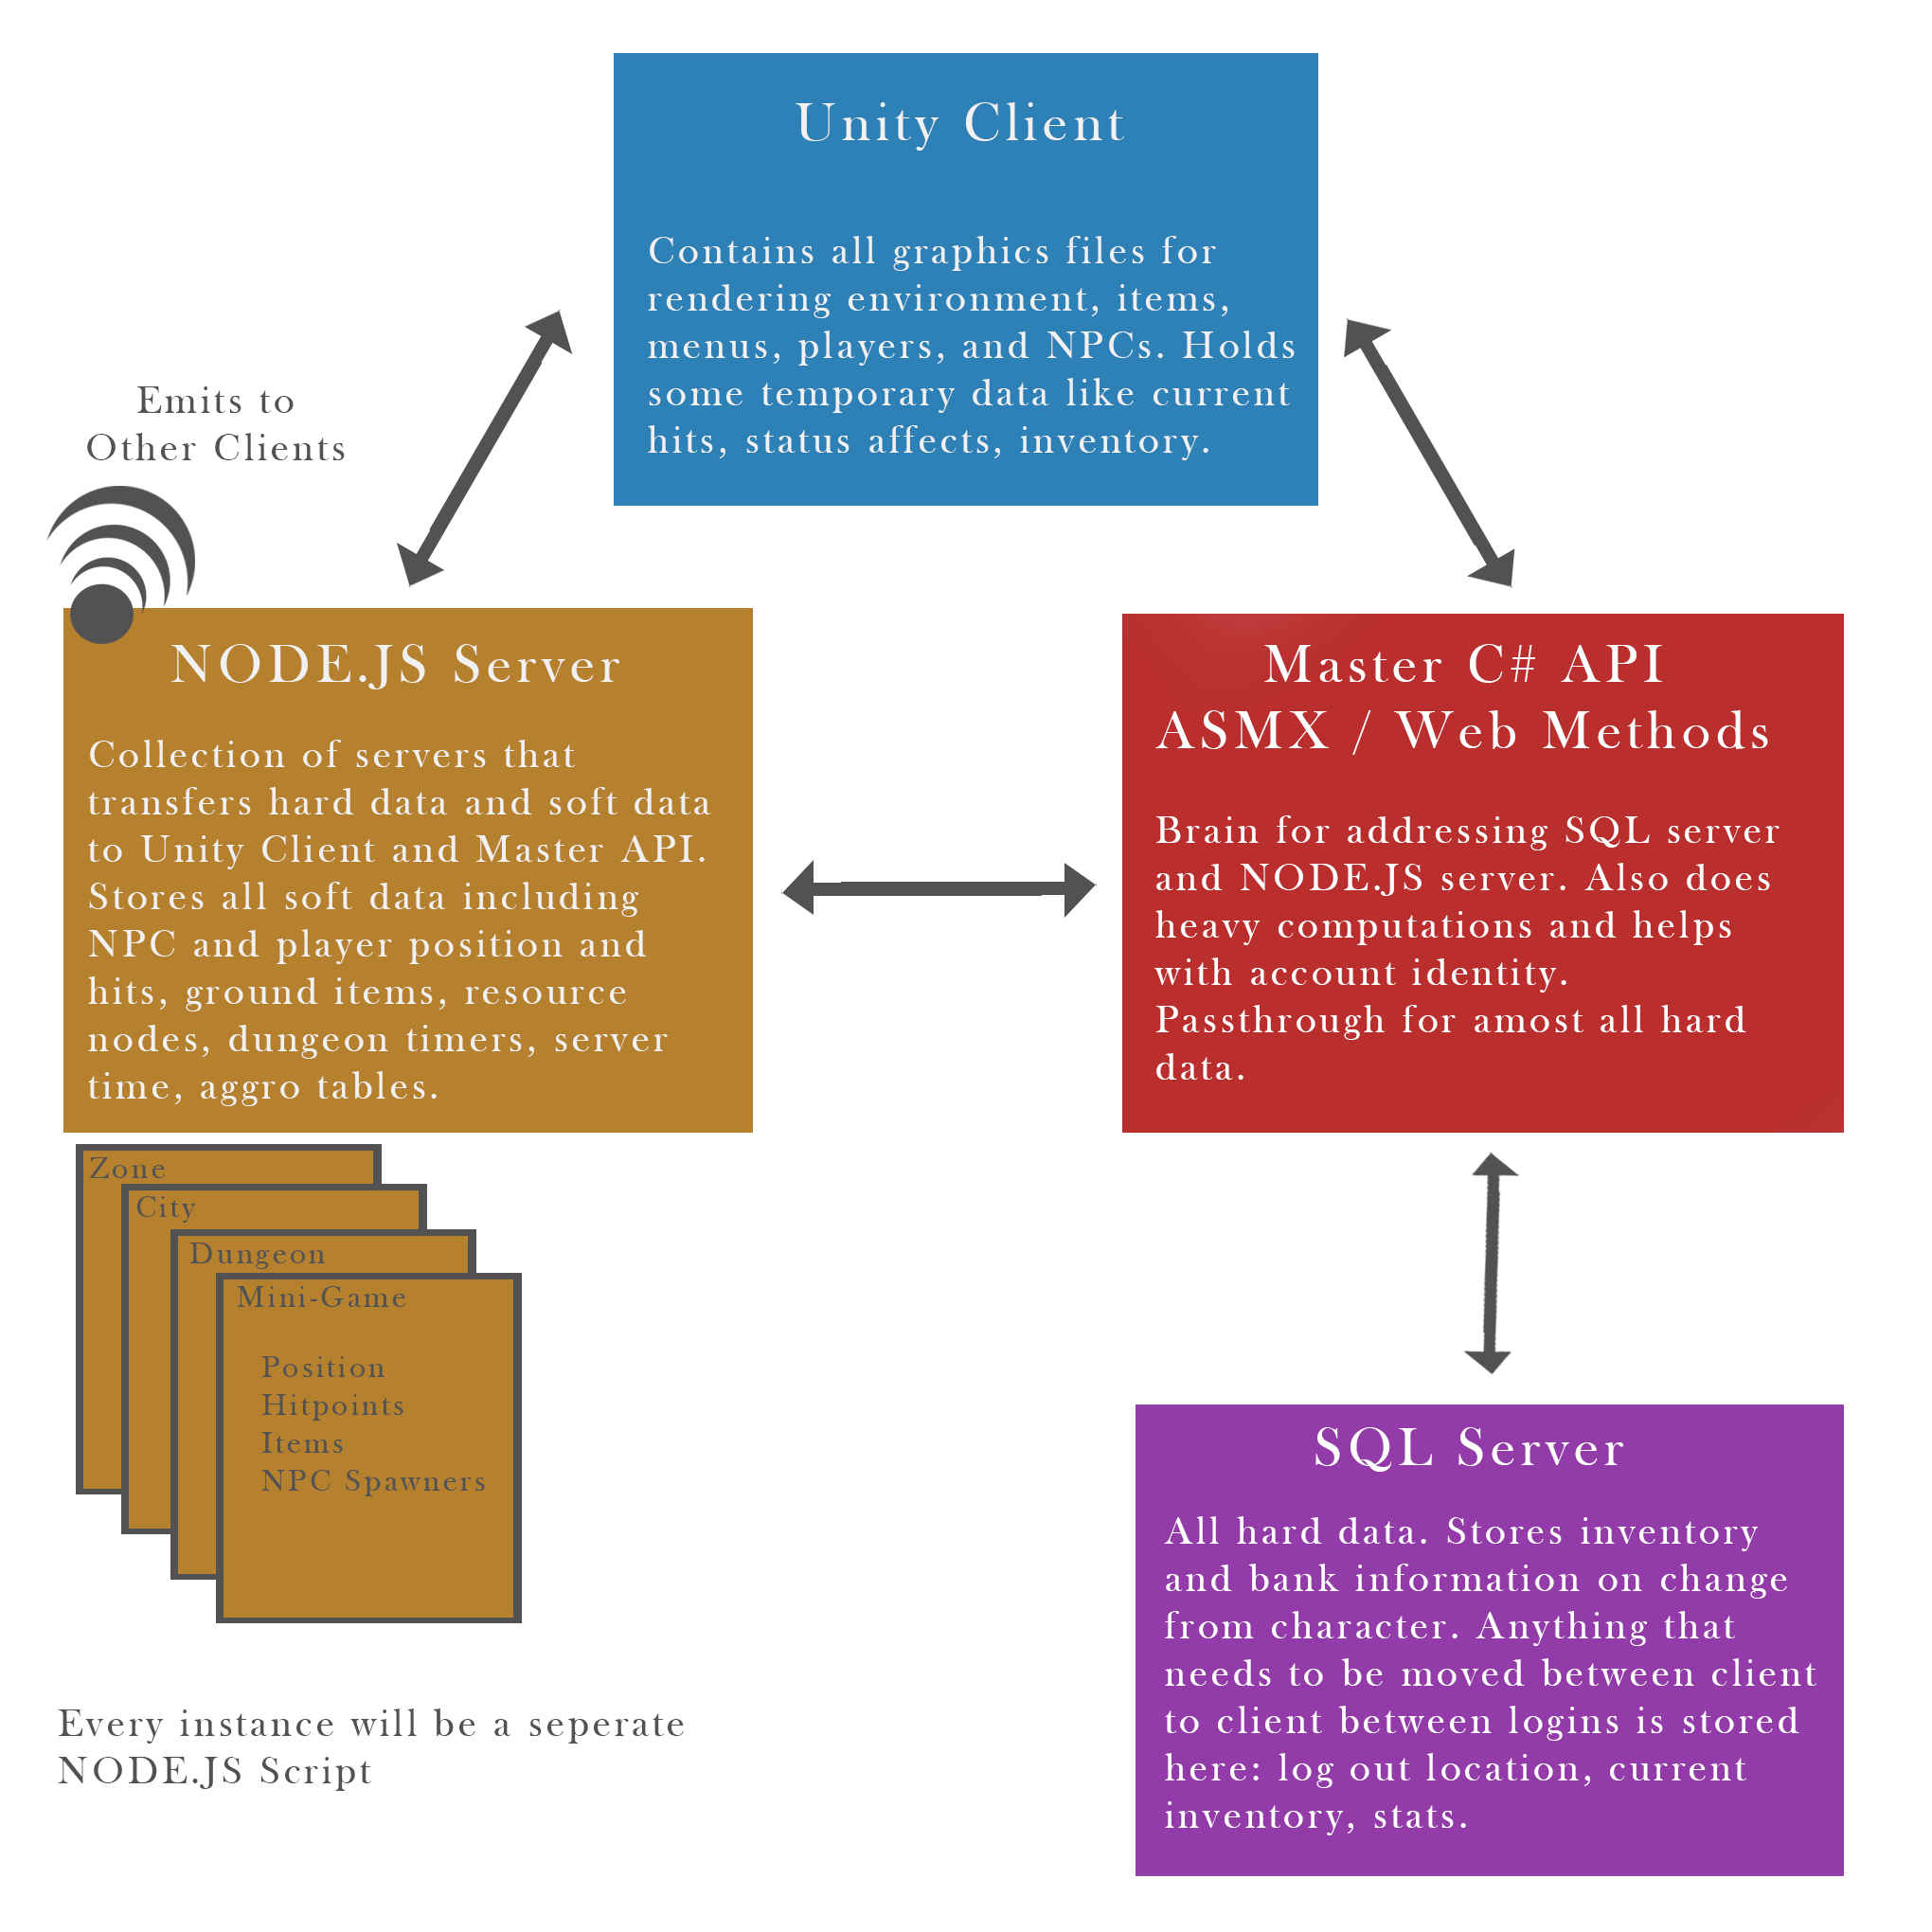 Unity Client
Contains all graphics files for
rendering environment, items,
menus, players, and NPCs. Holds
some temporary data like current
hits, status affects, inventory.
Emits to
Other Clients
NODE.JS Server
Collection of servers that
transfers hard data and soft data
to Unity Client and Master API.
Stores all soft data including
NPC and player position and
hits, ground items, resource
nodes, dungeon timers, server
time, aggro tables.
Master C# API
ASMX / Web Methods
Brain for addressing SQL server
and NODE.JS server. Also does
heavy computations and helps
with account identity.
Passthrough for amost all hard
data.
Zone
City
Dungeon
Mini-Game
Position
Hitpoints
Items
NPC Spawners
Every instance will be a seperate
NODE.JS Script
SQL Server
All hard data. Stores inventory
and bank information on change
from character. Anything that
needs to be moved between client
to client between logins is stored
here: log out location, current
inventory, stats.